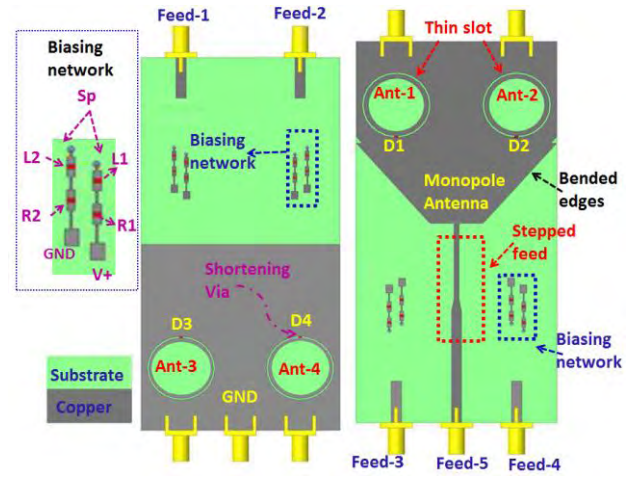 Biasing
network
Sp
L2
L1
R2
R1
GND
V+
Substrate
Copper
Feed-1
Feed-2
Biasing
network
Shortening
Via
D3
D4
Ant-3
Ant-4
GND
Thin slot
Ant-1
Ant-2
D1
D2
Monopole
Antenna
Bended
edges
Stepped
feed
Biasing
network
Feed-3
Feed-5
Feed-4